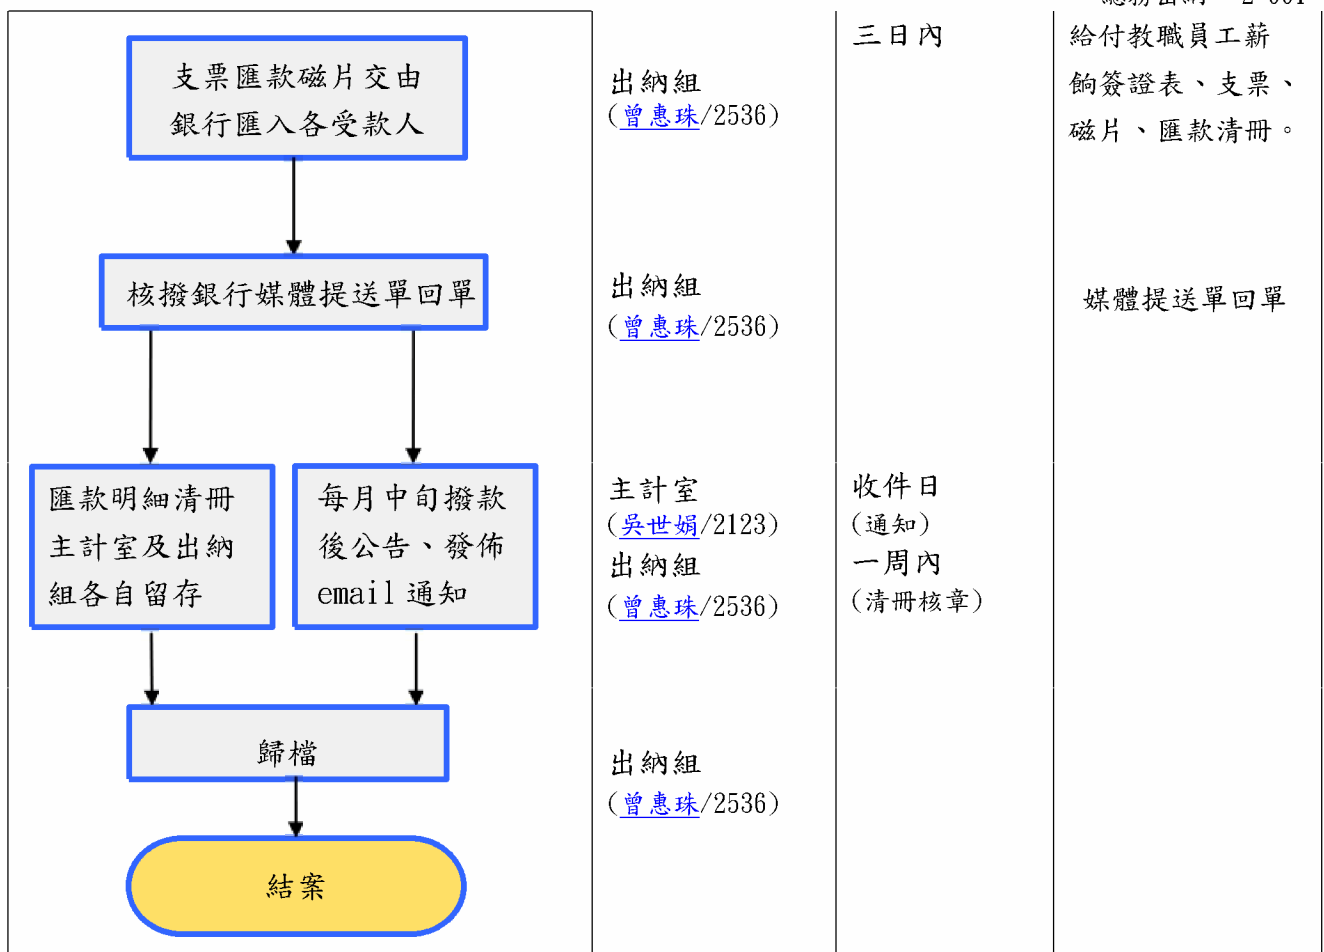 三日內
給付教職員工薪
餉簽證表、支票、
磁片、匯款清冊。
支票匯款磁片交由
銀行匯入各受款人
出納組
(曾惠珠/2536)
核撥銀行媒體提送單回單
出納組
(曾惠珠/2536)
媒體提送單回單
匯款明細清冊
主計室及出納
組各自留存
每月中旬撥款
後公告、發佈
email 通知
主計室
(吳世娟/2123)
出納組
(曾惠珠/2536)
收件日
(通知)
一周內
(清冊核章)
歸檔
出納組
(曾惠珠/2536)
結案